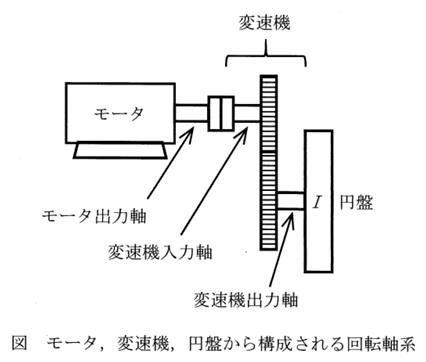 変速機
モータ
モータ出力軸
変速機入力軸
I 円盤
変速機出力軸
図 モータ，変速機，円盤から構成される回転軸系